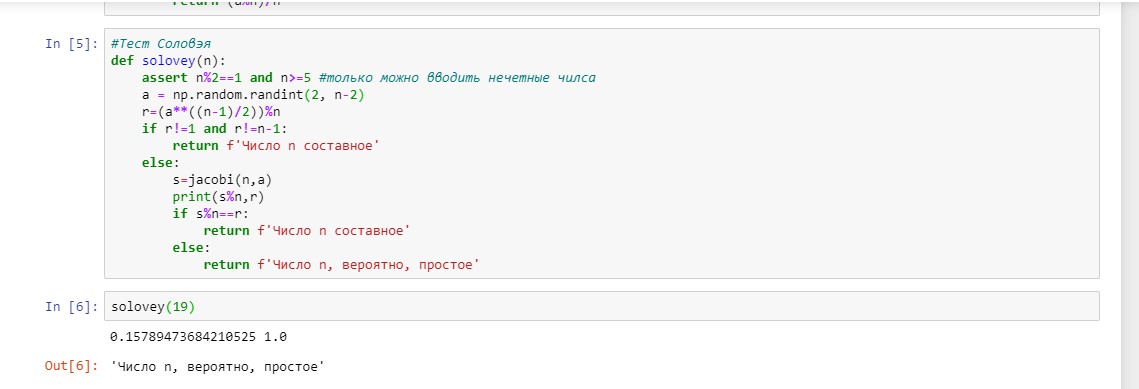 In [5]: #Тест Соловэя
def solovey(n):
assert n%2==1 and n>=5 #только можно вводить нечетные чилса
a = np.random.randint(2, n-2)
r=(a**((n-1)/2))%n
if r!=1 and r!=n-1:
return f'Число n составное'
else:
s=jacobi(n,a)
print(s%n,r)
if s%n==r:
return f'Число n составное'
else:
return f'Число n, вероятно, простое'
In [6]: solovey(19)
0.15789473684210525 1.0
Out[6]: 'Число n, вероятно, простое'